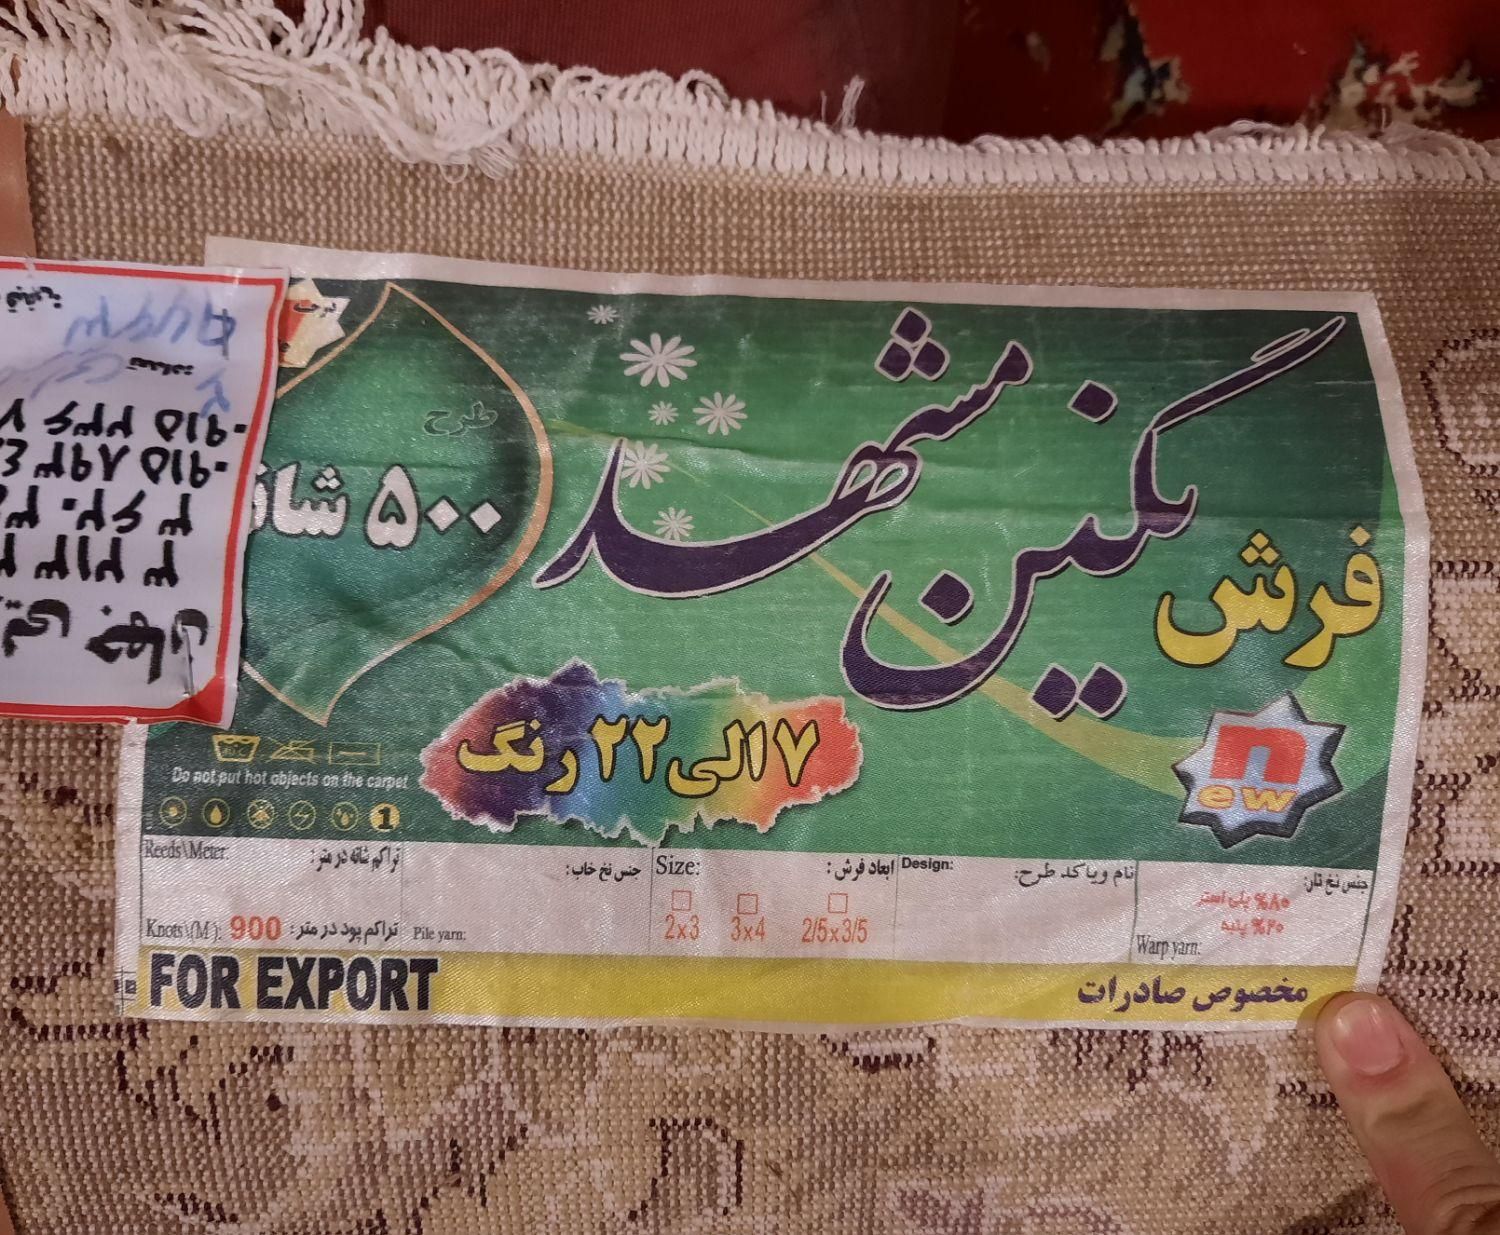 فرش
نگین مشهد
طرح
۵۰۰
۱۷ الی ۲۲ رنگ
new
Do not put hot objects on the carpet
1
Reeds\Meter: تراکم شانه در متر:
Knots\(M): 900 تراکم پود در متر:
جنس نخ خاب:
Pile yarn:
Size: ابعاد فرش:
2x3 3x4 2/5x3/5
Design: نام ویا کد طرح:
جنس نخ تار:
%۸۰ پلی استر
%۲۰ پنبه
Warp yarn:
FOR EXPORT مخصوص صادرات